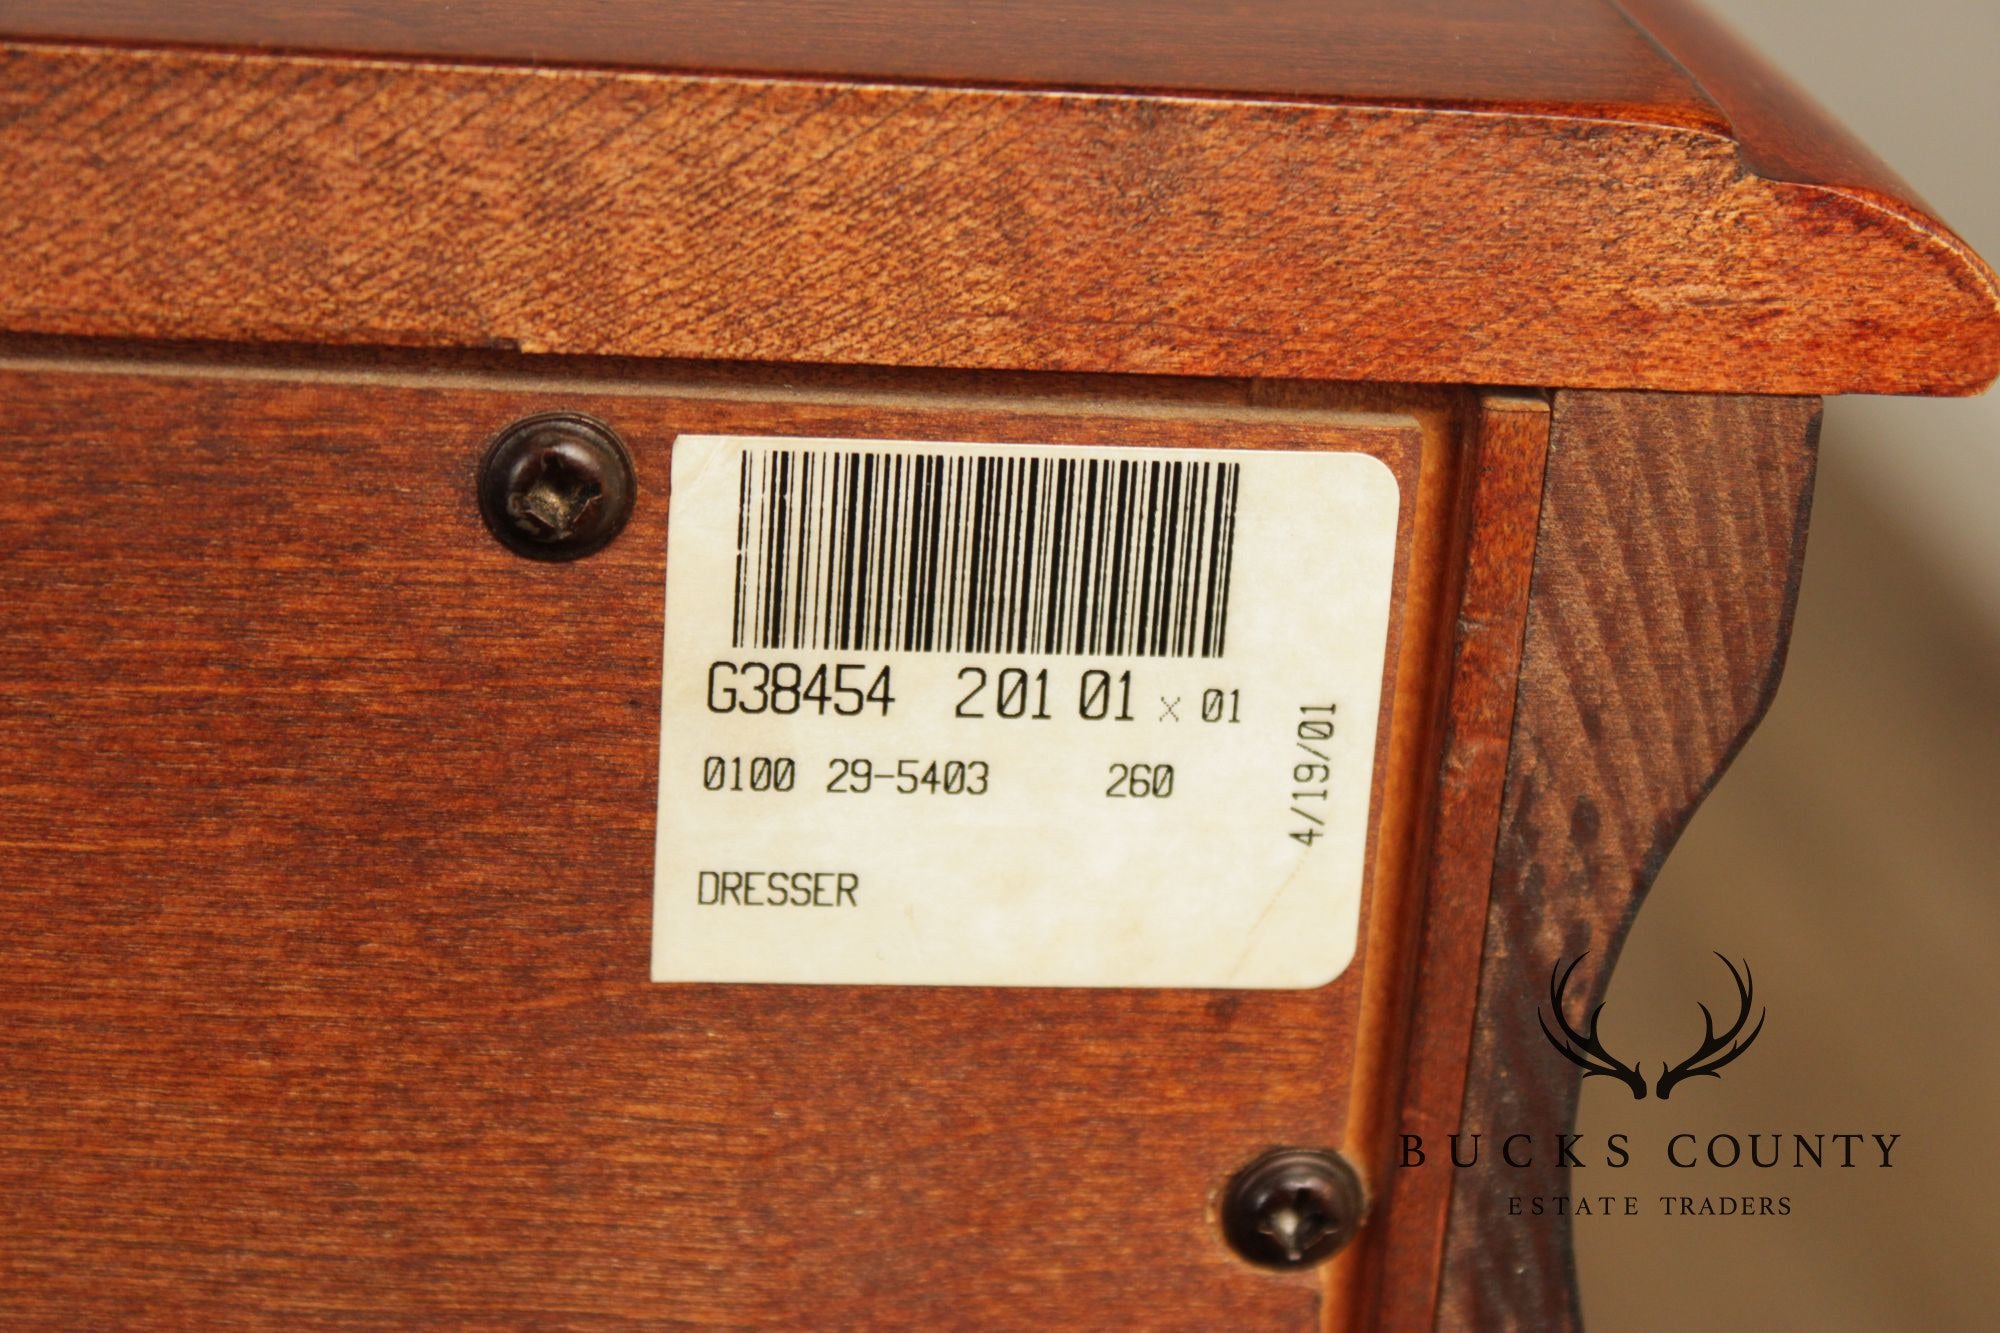 G38454 201 01 x 01
0100 29-5403 260
DRESSER
4/19/01
BUCKS COUNTY
ESTATE TRADERS